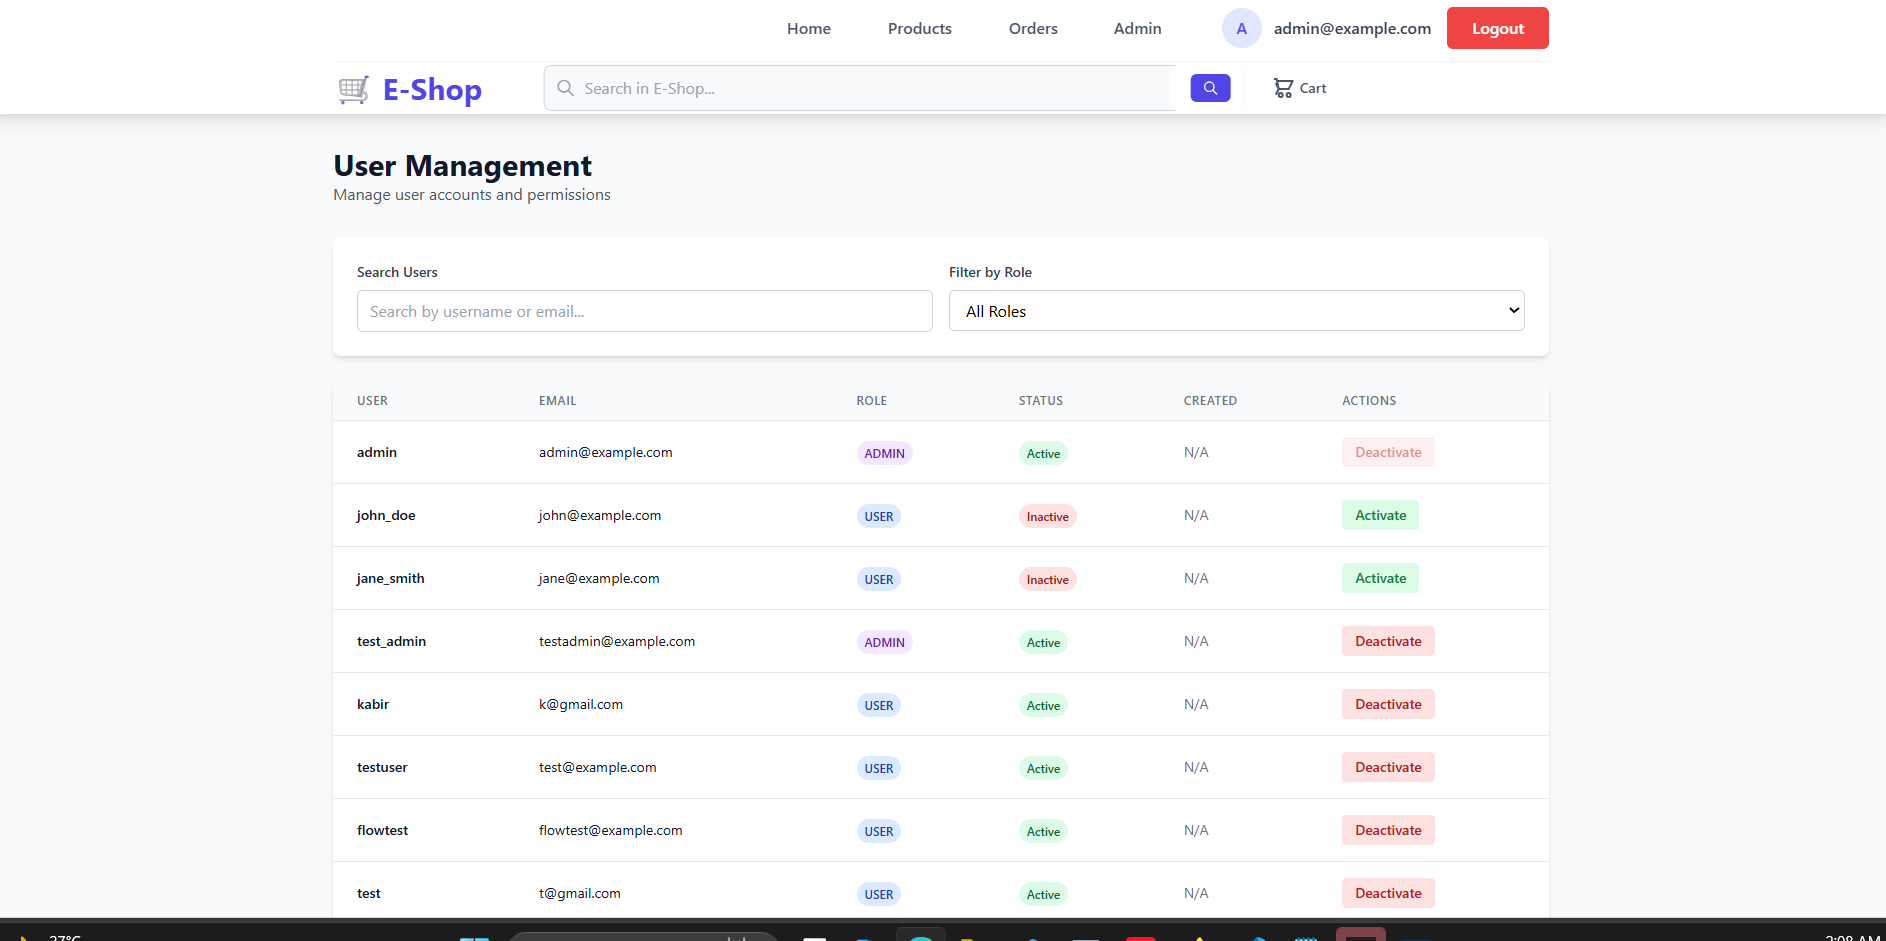 Home Products Orders Admin A admin@example.com Logout
E-Shop Search in E-Shop... Cart
User Management
Manage user accounts and permissions
Search Users Filter by Role
Search by username or email... All Roles
USER EMAIL ROLE STATUS CREATED ACTIONS
admin admin@example.com ADMIN Active N/A Deactivate
john_doe john@example.com USER Inactive N/A Activate
jane_smith jane@example.com USER Inactive N/A Activate
test_admin testadmin@example.com ADMIN Active N/A Deactivate
kabir k@gmail.com USER Active N/A Deactivate
testuser test@example.com USER Active N/A Deactivate
flowtest flowtest@example.com USER Active N/A Deactivate
test t@gmail.com USER Active N/A Deactivate
27°C 2:08 AM